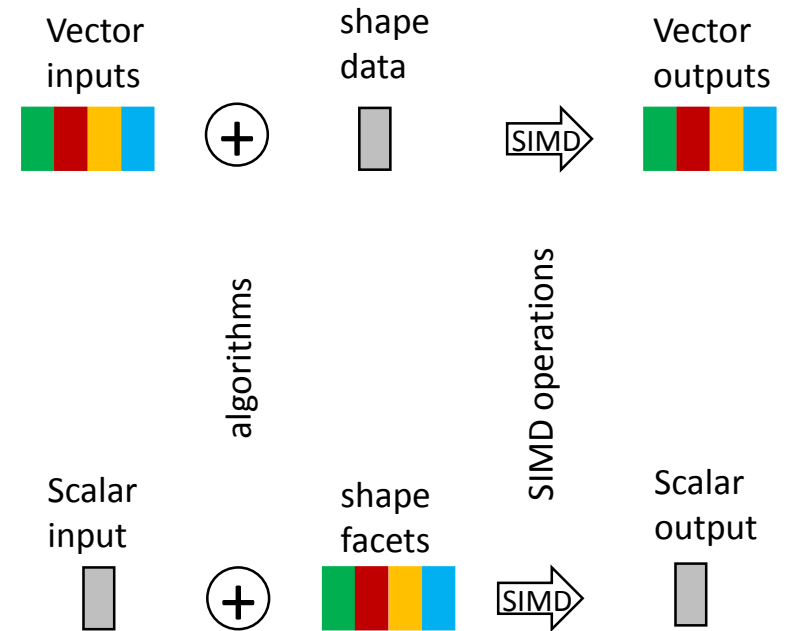 Vector
inputs
shape
data
Vector
outputs
+
SIMD
algorithms
SIMD operations
Scalar
input
shape
facets
Scalar
output
+
SIMD